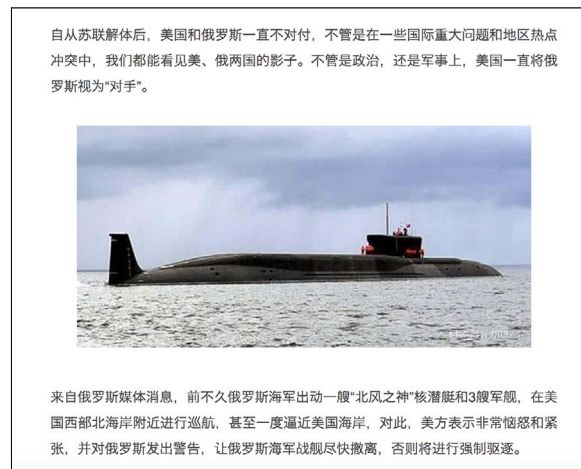 自从苏联解体后，美国和俄罗斯一直不对付，不管是在一些国际重大问题和地区热点
冲突中，我们都能看见美、俄两国的影子。不管是政治，还是军事上，美国一直将俄
罗斯视为“对手”。
来自俄罗斯媒体消息，前不久俄罗斯海军出动一艘“北风之神”核潜艇和3艘军舰，在美
国西部北海岸附近进行巡航，甚至一度逼近美国海岸，对此，美方表示非常恼怒和紧
张，并对俄罗斯发出警告，让俄罗斯海军战舰尽快撤离，否则将进行强制驱逐。